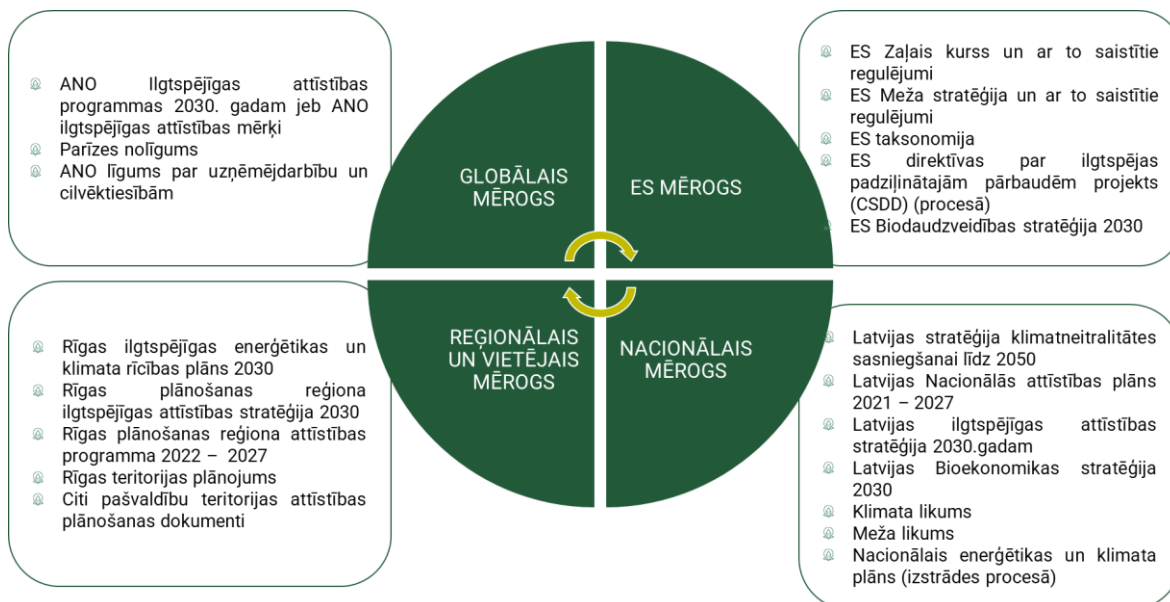 ANO Ilgtspējīgas attīstības
programmas 2030. gadam jeb ANO
ilgtspējīgas attīstības mērķi
Parīzes nolīgums
ANO līgums par uzņēmējdarbību un
cilvēktiesībām
GLOBĀLAIS
MĒROGS
ES MĒROGS
ES Zaļais kurss un ar to saistītie
regulējumi
ES Meža stratēģija un ar to saistītie
regulējumi
ES taksonomija
ES direktīvas par ilgtspējas
padziļinātajām pārbaudēm projekts
(CSDD) (procesā)
ES Biodaudzveidības stratēģija 2030
Rīgas ilgtspējīgas enerģētikas un
klimata rīcības plāns 2030
Rīgas plānošanas reģiona
ilgtspējīgas attīstības stratēģija 2030
Rīgas plānošanas reģiona attīstības
programma 2022 – 2027
Rīgas teritorijas plānojums
Citi pašvaldību teritorijas attīstības
plānošanas dokumenti
REĢIONĀLAIS
UN VIETĒJAIS
MĒROGS
NACIONĀLAIS
MĒROGS
Latvijas stratēģija klimatneitralitātes
sasniegšanai līdz 2050
Latvijas Nacionālās attīstības plāns
2021 – 2027
Latvijas ilgtspējīgas attīstības
stratēģija 2030.gadam
Latvijas Bioekonomikas stratēģija
2030
Klimata likums
Meža likums
Nacionālais enerģētikas un klimata
plāns (izstrādes procesā)